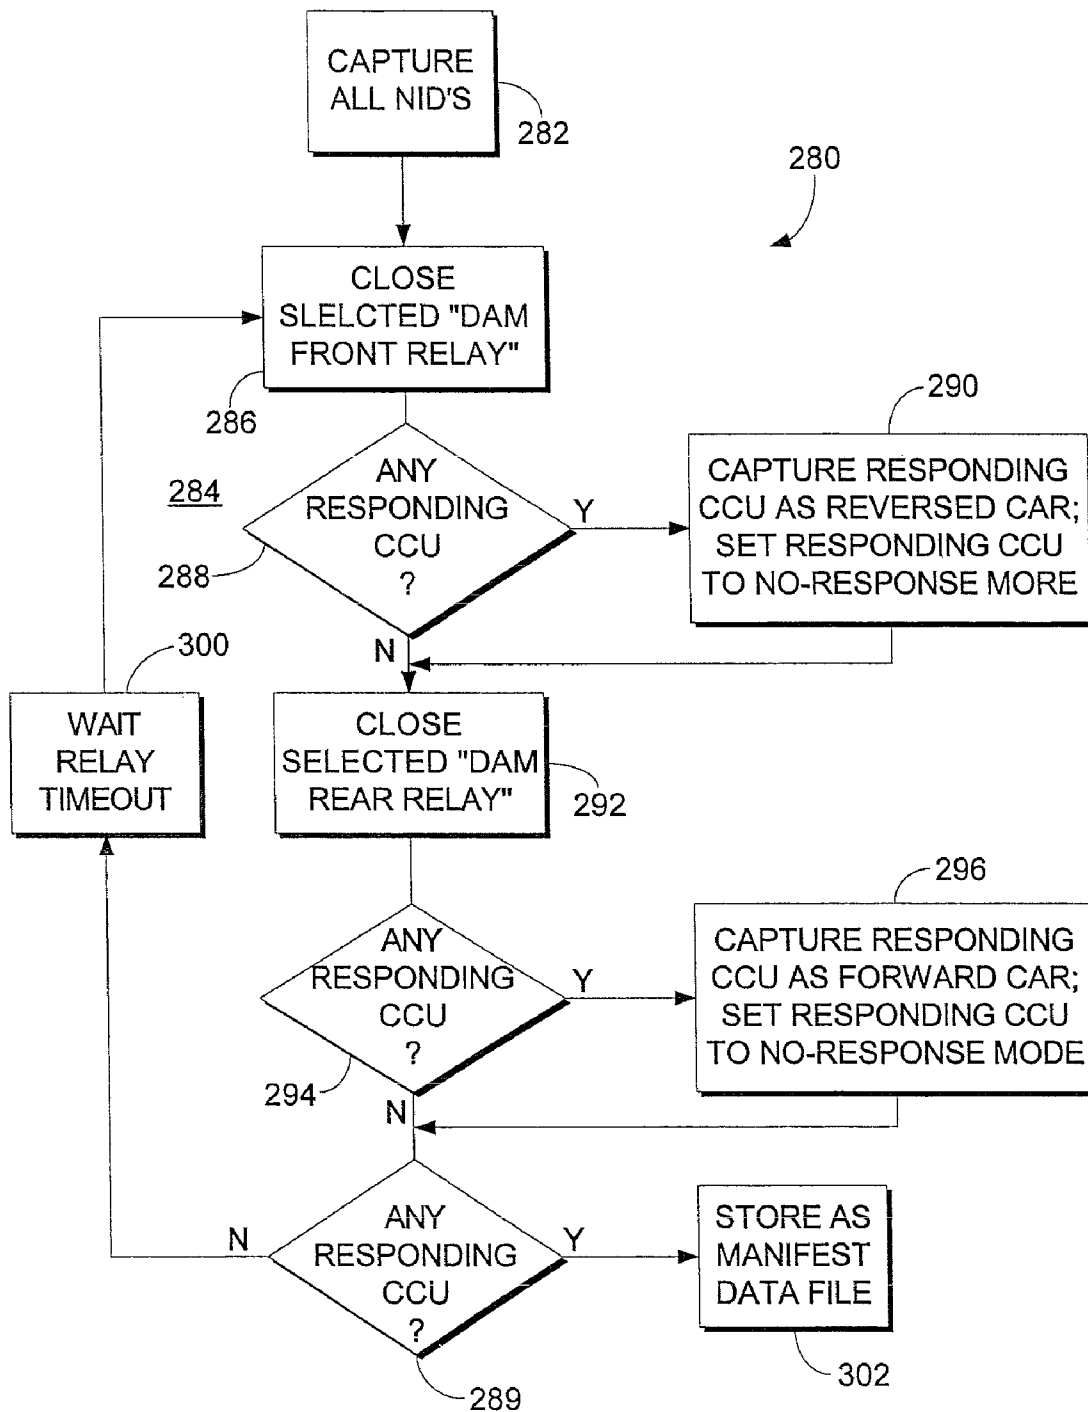 CAPTURE
ALL NID'S
282
280
CLOSE
SLELCTED "DAM
FRONT RELAY"
286
284
ANY
RESPONDING
CCU
?
288
Y
N
290
CAPTURE RESPONDING
CCU AS REVERSED CAR;
SET RESPONDING CCU
TO NO-RESPONSE MORE
300
WAIT
RELAY
TIMEOUT
CLOSE
SELECTED "DAM
REAR RELAY"
292
ANY
RESPONDING
CCU
?
294
Y
N
296
CAPTURE RESPONDING
CCU AS FORWARD CAR;
SET RESPONDING CCU
TO NO-RESPONSE MODE
N
ANY
RESPONDING
CCU
?
289
Y
STORE AS
MANIFEST
DATA FILE
302